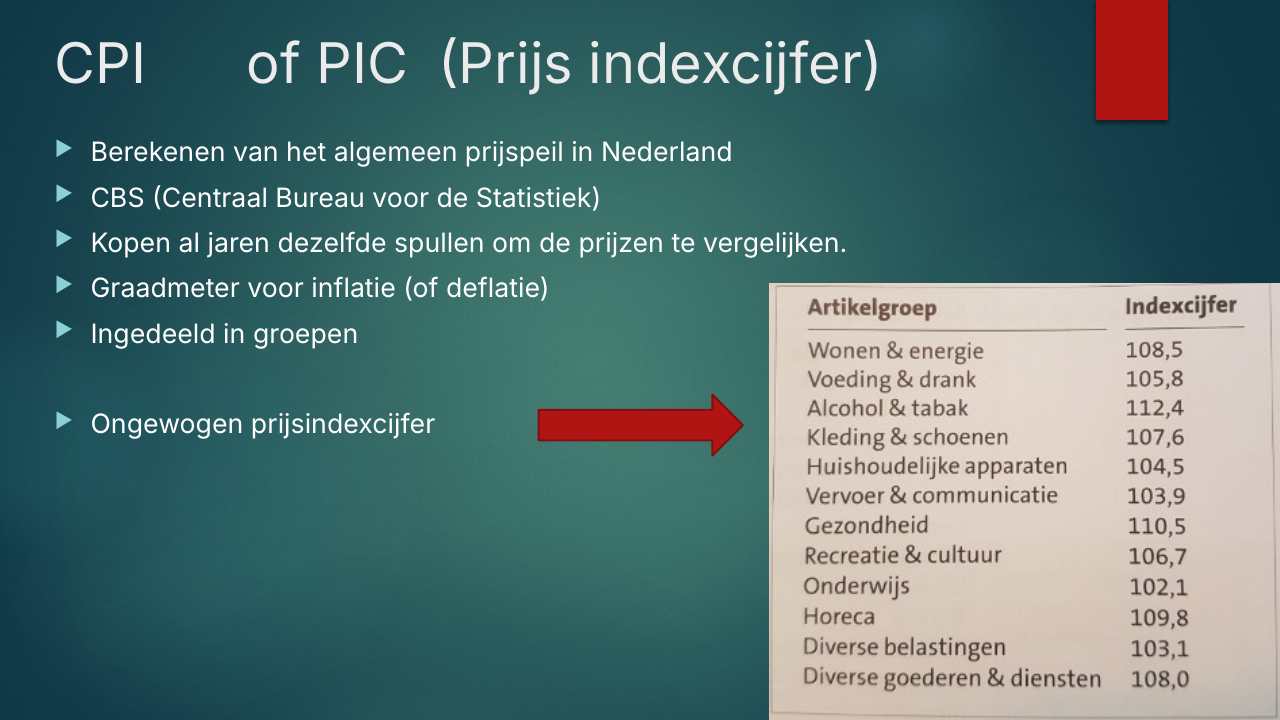 CPI of PIC (Prijs indexcijfer)
Berekenen van het algemeen prijspeil in Nederland
CBS (Centraal Bureau voor de Statistiek)
Kopen al jaren dezelfde spullen om de prijzen te vergelijken.
Graadmeter voor inflatie (of deflatie)
Ingedeeld in groepen
Ongewogen prijsindexcijfer
Artikelgroep Indexcijfer
Wonen & energie 108,5
Voeding & drank 105,8
Alcohol & tabak 112,4
Kleding & schoenen 107,6
Huishoudelijke apparaten 104,5
Vervoer & communicatie 103,9
Gezondheid 110,5
Recreatie & cultuur 106,7
Onderwijs 102,1
Horeca 109,8
Diverse belastingen 103,1
Diverse goederen & diensten 108,0